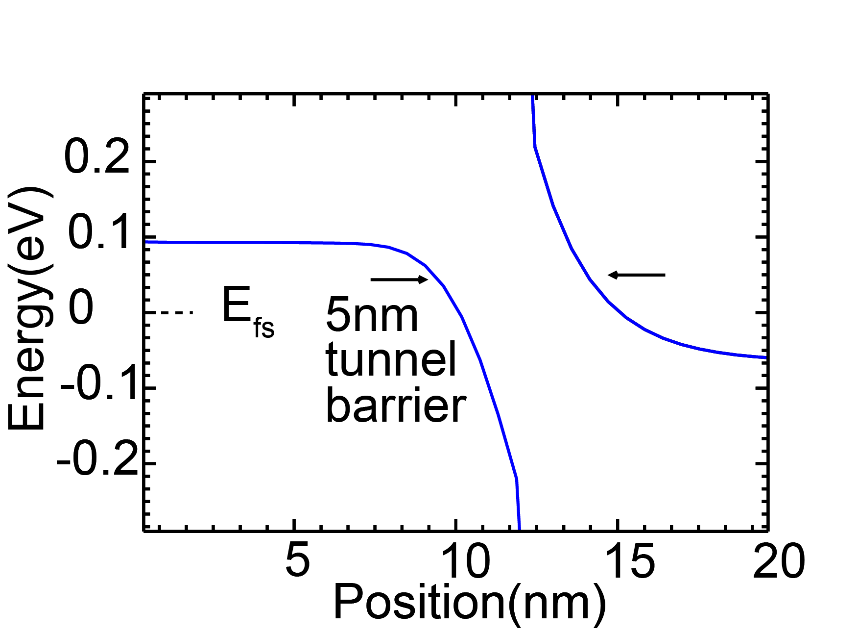 0.2
0.1
0
-0.1
-0.2
Energy(eV)
E_fs
5nm
tunnel
barrier
5 10 15 20
Position(nm)